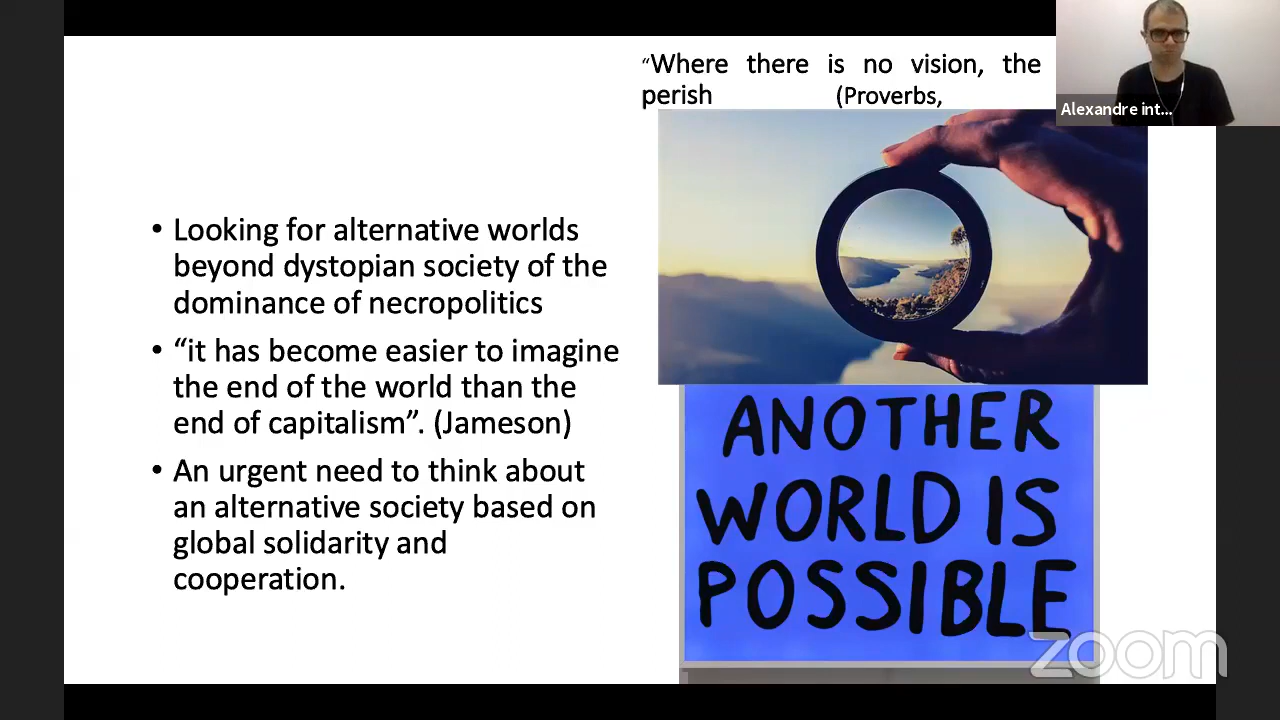 “Where there is no vision, the
perish (Proverbs,
Alexandre int...
• Looking for alternative worlds
beyond dystopian society of the
dominance of necropolitics
• “it has become easier to imagine
the end of the world than the
end of capitalism”. (Jameson)
• An urgent need to think about
an alternative society based on
global solidarity and
cooperation.
ANOTHER
WORLD IS
POSSIBLE
zoom